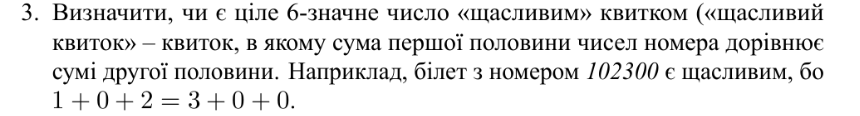 3. Визначити, чи є ціле 6-значне число «щасливим» квитком («щасливий
квиток» – квиток, в якому сума першої половини чисел номера дорівнює
сумі другої половини. Наприклад, білет з номером 102300 є щасливим, бо
1 + 0 + 2 = 3 + 0 + 0.